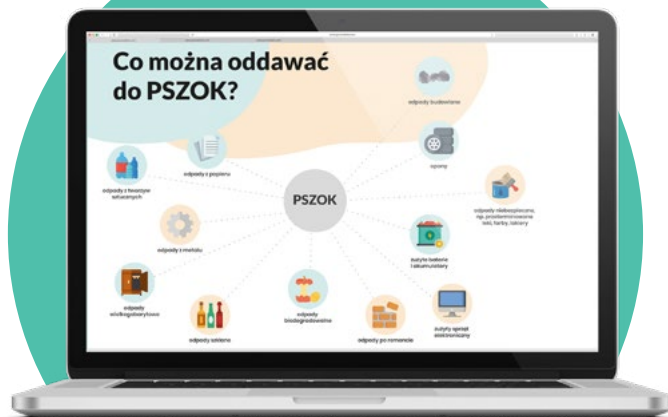 Co można oddawać
do PSZOK?
odpady budowlane
opony
odpady z papieru
odpady z tworzyw
sztucznych
PSZOK
odpady niebezpieczne,
np. przeterminowane
leki, farby, lakiery
odpady z metalu
zużyte baterie
i akumulatory
odpady
wielkogabarytowe
odpady szklane
odpady
biodegradowalne
odpady po remoncie
zużyty sprzęt
elektroniczny